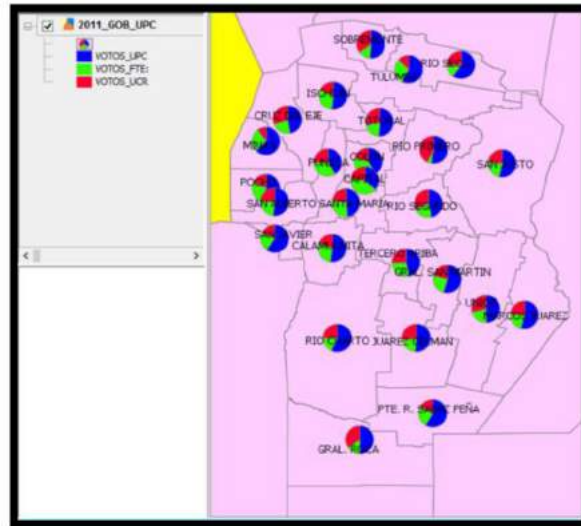 2011_GOB_UPC
VOTOS_UPC
VOTOS_FTE:
VOTOS_UCR
SOBREMONTE
RIO SECO
TULUMBA
ISCHILIN
CRUZ DEL EJE
TOTORAL
MINAS
RIO PRIMERO
PUNILLA
COLON
SAN JUSTO
CAPITAL
POCHO
SAN ALBERTO
SANTA MARIA
RIO SEGUNDO
SAN JAVIER
CALAMUCHITA
TERCERO ARRIBA
GRAL. SAN MARTIN
UNION
MARCOS JUAREZ
RIO CUARTO
JUAREZ CELMAN
PTE. R. SAENZ PEÑA
GRAL. ROCA